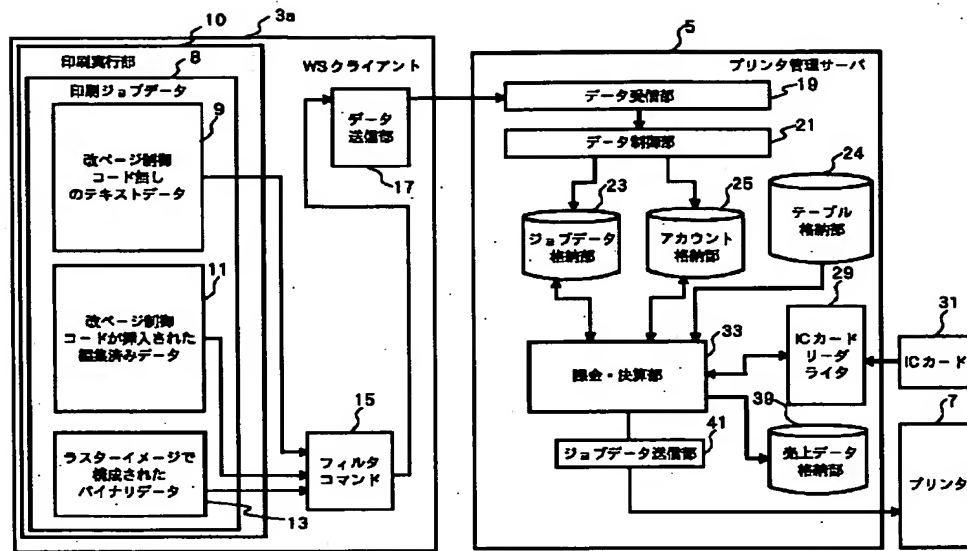 10
3a
印刷実行部
8
WSクライアント
印刷ジョブデータ
9
改ページ制御
コード無し
のテキストデータ
データ
送信部
17
11
改ページ制御
コードが挿入された
編集済みデータ
15
フィルタ
コマンド
ラスターイメージで
構成された
バイナリデータ
13
5
プリンタ管理サーバ
データ受信部
19
データ制御部
21
24
23
25
テーブル
格納部
ジョブデータ
格納部
アカウント
格納部
29
31
33
ICカード
リーダ
ライタ
ICカード
課金・決算部
39
7
41
ジョブデータ送信部
売上データ
格納部
プリンタ